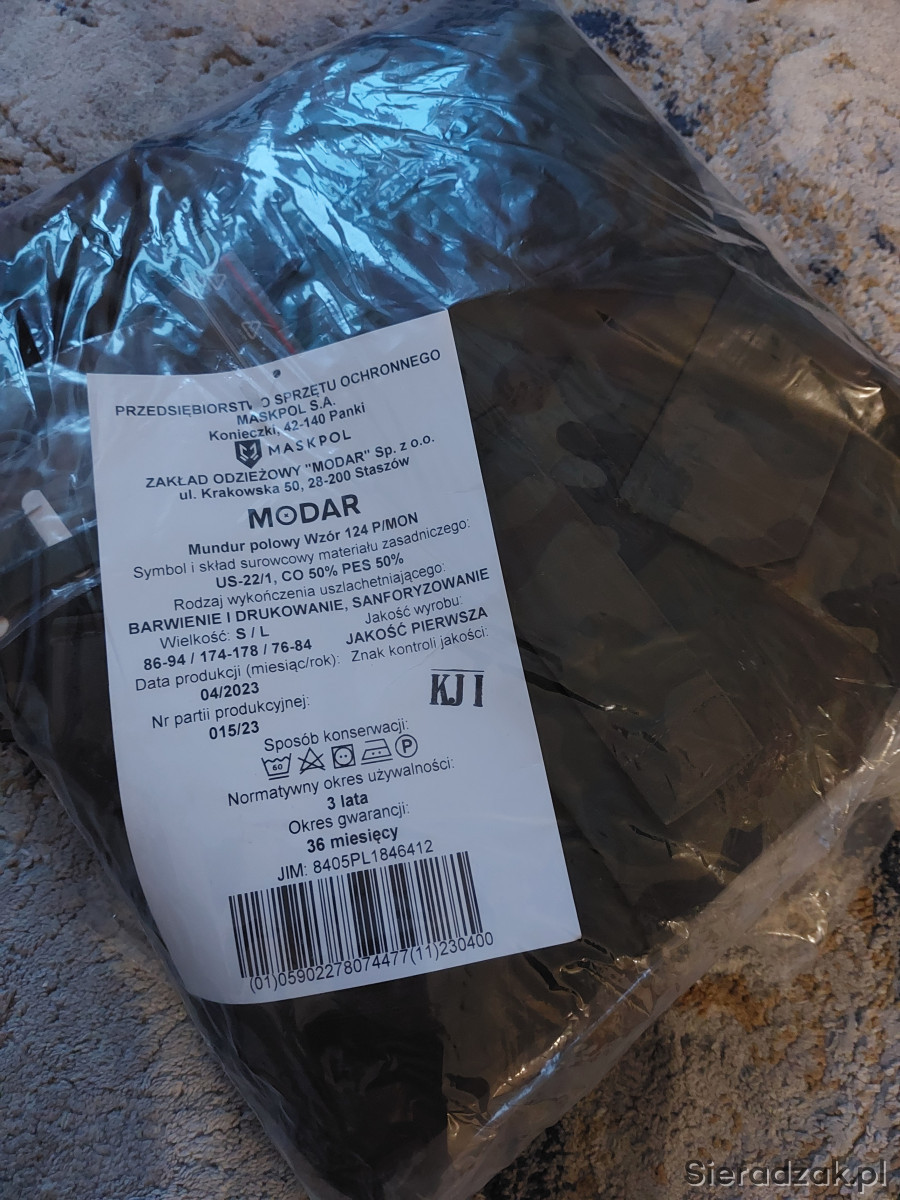 PRZEDSIĘBIORSTWO SPRZĘTU OCHRONNEGO
MASKPOL S.A.
Konieczki, 42-140 Panki
MASKPOL
ZAKŁAD ODZIEŻOWY "MODAR" Sp. z o.o.
ul. Krakowska 50, 28-200 Staszów
MODAR
Mundur polowy Wzór 124 P/MON
Symbol i skład surowcowy materiału zasadniczego:
US-22/1, CO 50% PES 50%
Rodzaj wykończenia uszlachetniającego:
BARWIENIE I DRUKOWANIE, SANFORYZOWANIE
Wielkość: S / L
86-94 / 174-178 / 76-84
Data produkcji (miesiąc/rok):
04/2023
Nr partii produkcyjnej:
015/23
Jakość wyrobu:
JAKOŚĆ PIERWSZA
Znak kontroli jakości:
KJ I
Sposób konserwacji:
60 P
Normatywny okres używalności:
3 lata
Okres gwarancji:
36 miesięcy
JIM: 8405PL1846412
(01)05902278074477(11)230400
Sieradzak.pl